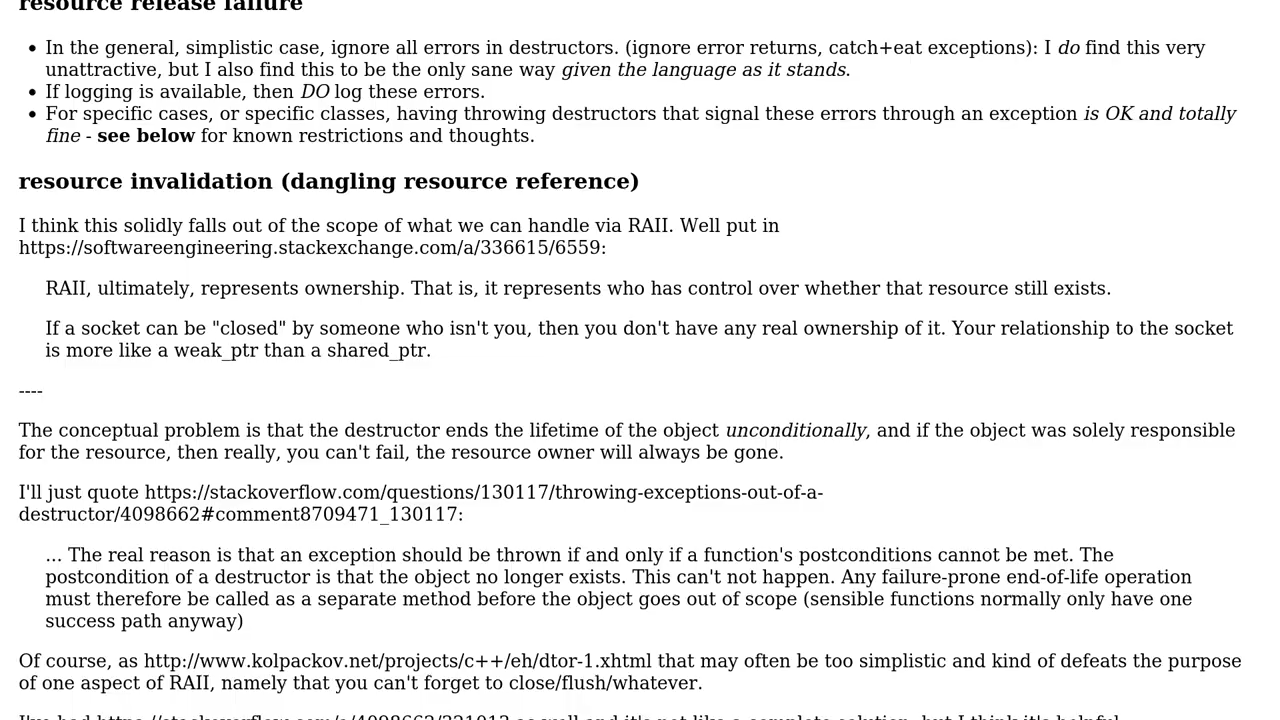 resource release failure
In the general, simplistic case, ignore all errors in destructors. (ignore error returns, catch+eat exceptions): I do find this very
unattractive, but I also find this to be the only sane way given the language as it stands.
If logging is available, then DO log these errors.
For specific cases, or specific classes, having throwing destructors that signal these errors through an exception is OK and totally
fine - see below for known restrictions and thoughts.
resource invalidation (dangling resource reference)
I think this solidly falls out of the scope of what we can handle via RAII. Well put in
https://softwareengineering.stackexchange.com/a/336615/6559:
RAII, ultimately, represents ownership. That is, it represents who has control over whether that resource still exists.
If a socket can be "closed" by someone who isn't you, then you don't have any real ownership of it. Your relationship to the socket
is more like a weak_ptr than a shared_ptr.
----
The conceptual problem is that the destructor ends the lifetime of the object unconditionally, and if the object was solely responsible
for the resource, then really, you can't fail, the resource owner will always be gone.
I'll just quote https://stackoverflow.com/questions/130117/throwing-exceptions-out-of-a-
destructor/4098662#comment8709471_130117:
... The real reason is that an exception should be thrown if and only if a function's postconditions cannot be met. The
postcondition of a destructor is that the object no longer exists. This can't not happen. Any failure-prone end-of-life operation
must therefore be called as a separate method before the object goes out of scope (sensible functions normally only have one
success path anyway)
Of course, as http://www.kolpackov.net/projects/c++/eh/dtor-1.xhtml that may often be too simplistic and kind of defeats the purpose
of one aspect of RAII, namely that you can't forget to close/flush/whatever.